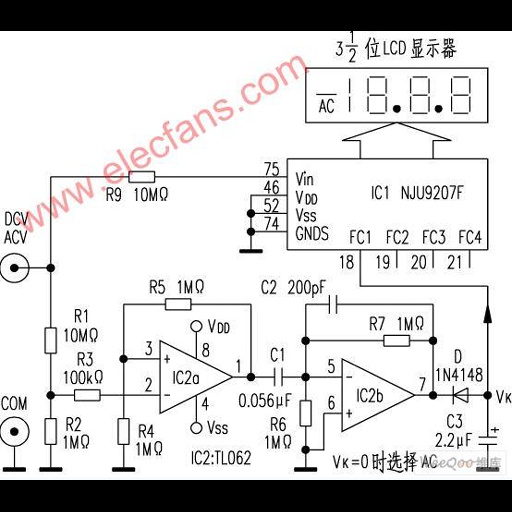 3 1/2 位LCD显示器
AC 18.8.8
www.elecfans.com
75 Vin
46 VDD
52 Vss
74 GNDS
IC1 NJU9207F
FC1 FC2 FC3 FC4
18 19 20 21
R9 10MΩ
DCV
ACV
R5 1MΩ
C2 200pF
R1
10MΩ
VDD
R7 1MΩ
R3
100kΩ
3
+
8
1
C1
5
−
7
D
1N4148
2
−
IC2a
4
0.056μF
6
+
IC2b
VK
COM
R2
1MΩ
R4
1MΩ
Vss
R6
1MΩ
C3
2.2μF
+
IC2:TL062
VK=0时选择 AC
WeeQoo维库